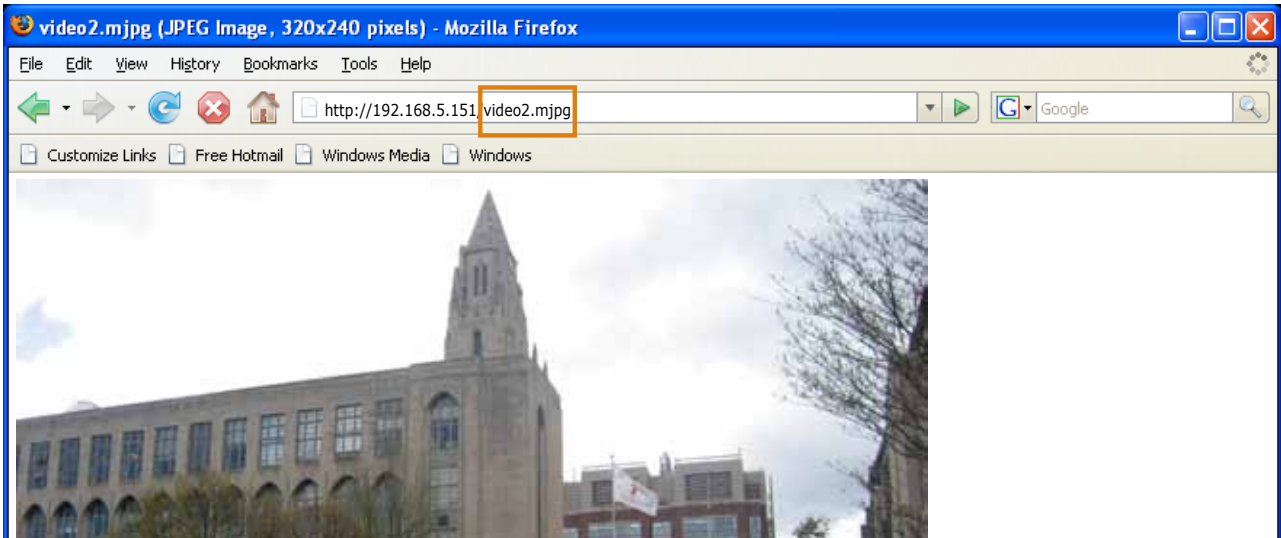 video2.mjpg (JPEG Image, 320x240 pixels) - Mozilla Firefox
File Edit View History Bookmarks Tools Help
http://192.168.5.151/video2.mjpg G Google
Customize Links Free Hotmail Windows Media Windows